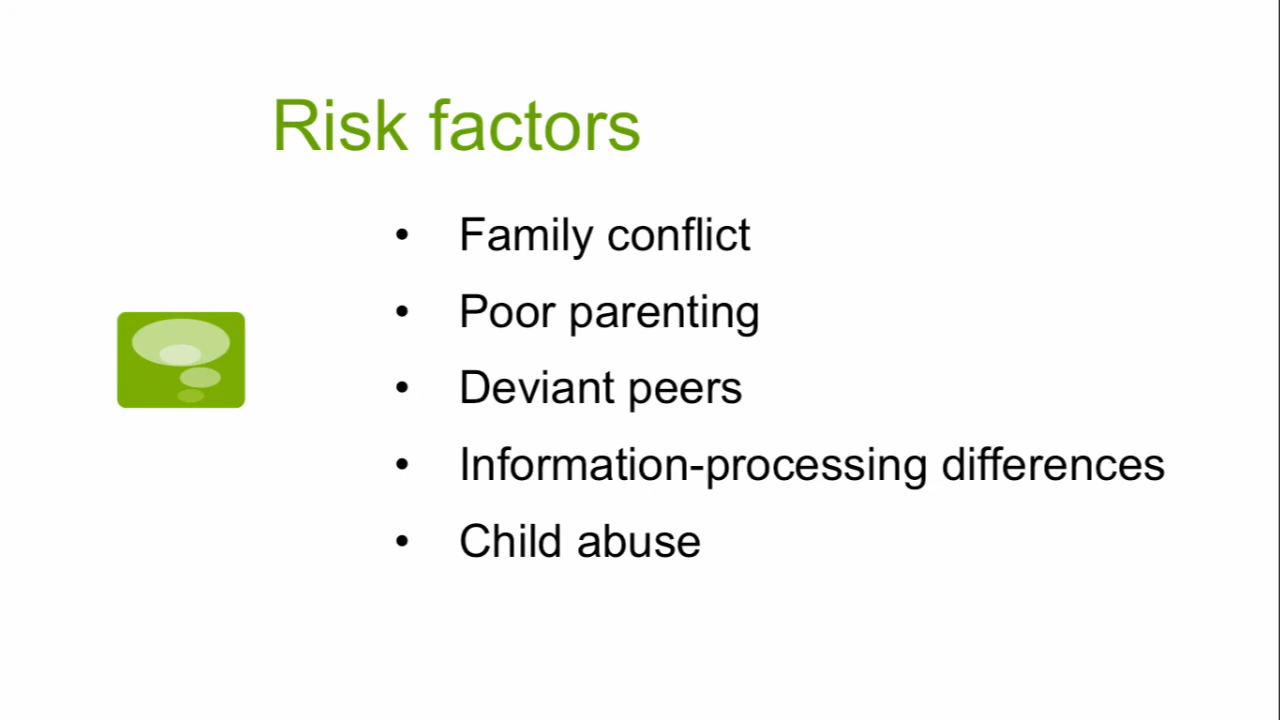 Risk factors
• Family conflict
• Poor parenting
• Deviant peers
• Information-processing differences
• Child abuse